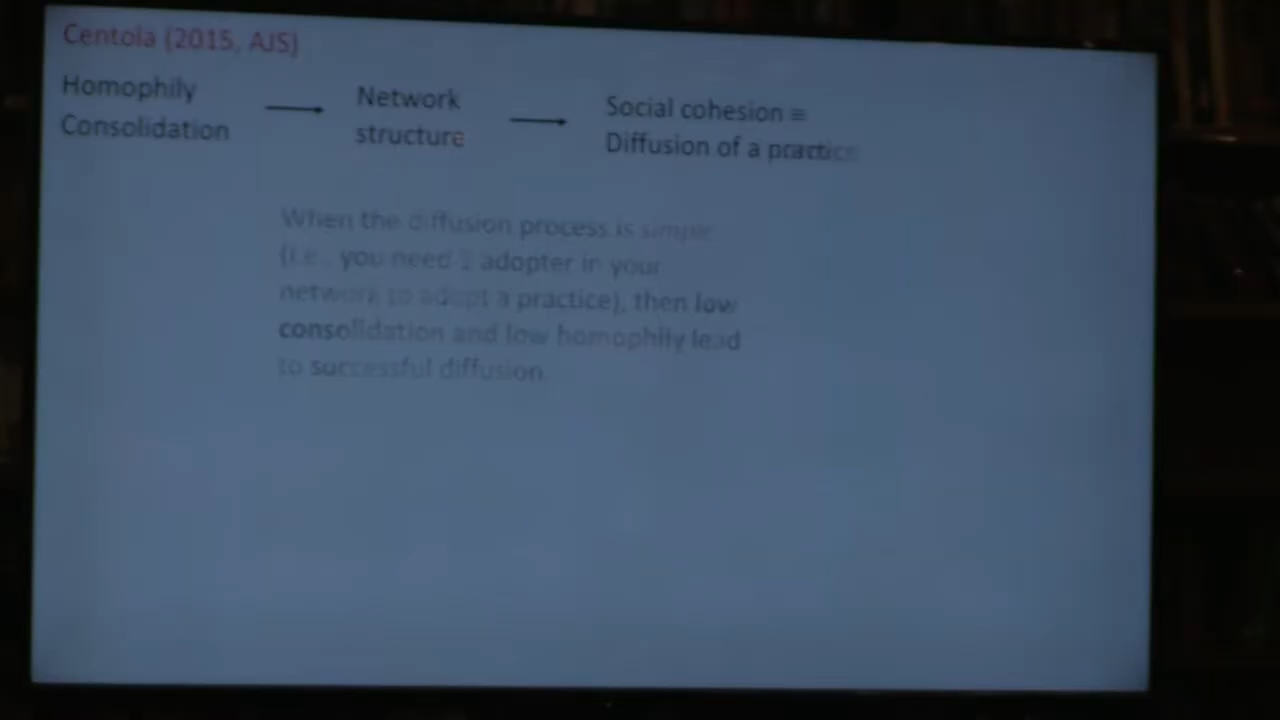 Centola (2015, AJS)
Homophily
Consolidation
Network
structure
Social cohesion ≡
Diffusion of a practice
When the diffusion process is simple
(i.e., you need 1 adopter in your
network to adopt a practice), then low
consolidation and low homophily lead
to successful diffusion.